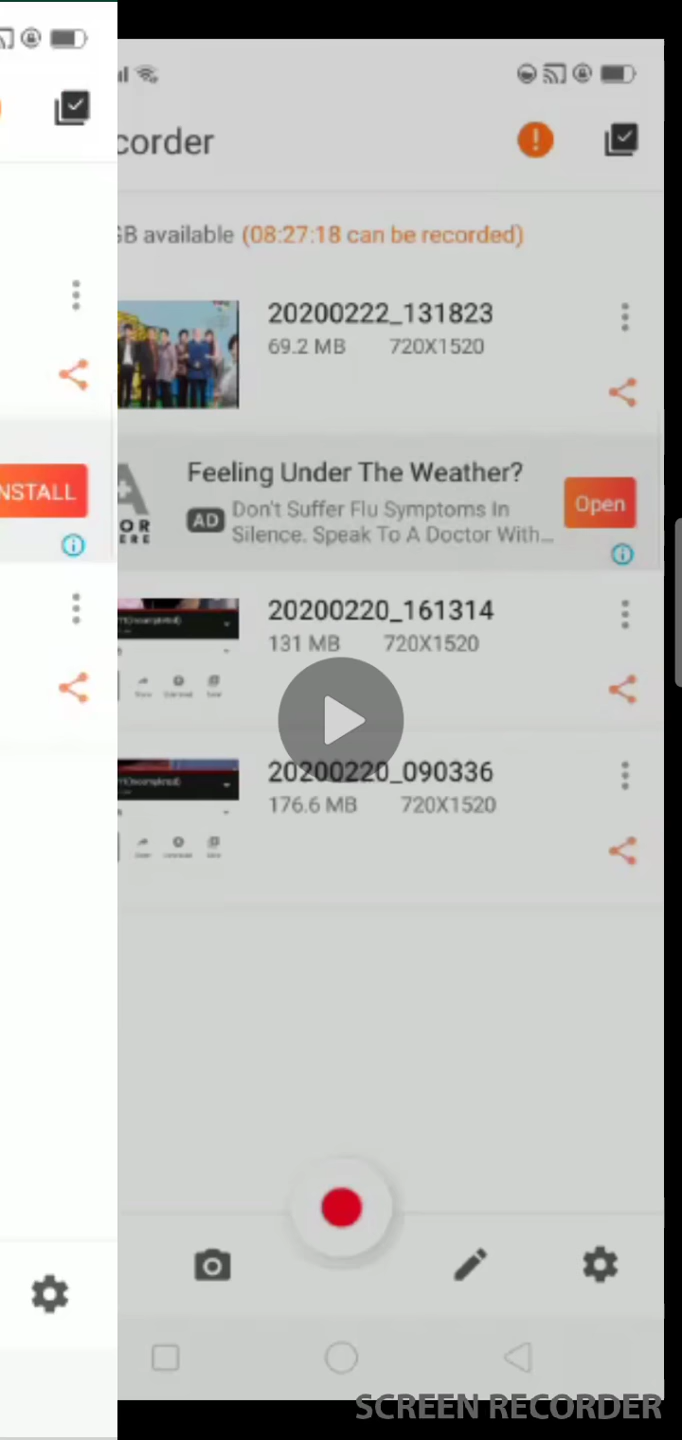 corder
GB available (08:27:18 can be recorded)
20200222_131823
69.2 MB 720X1520
NSTALL
Feeling Under The Weather?
Open
AD
Don't Suffer Flu Symptoms In
Silence. Speak To A Doctor With...
20200220_161314
131 MB 720X1520
20200220_090336
176.6 MB 720X1520
SCREEN RECORDER